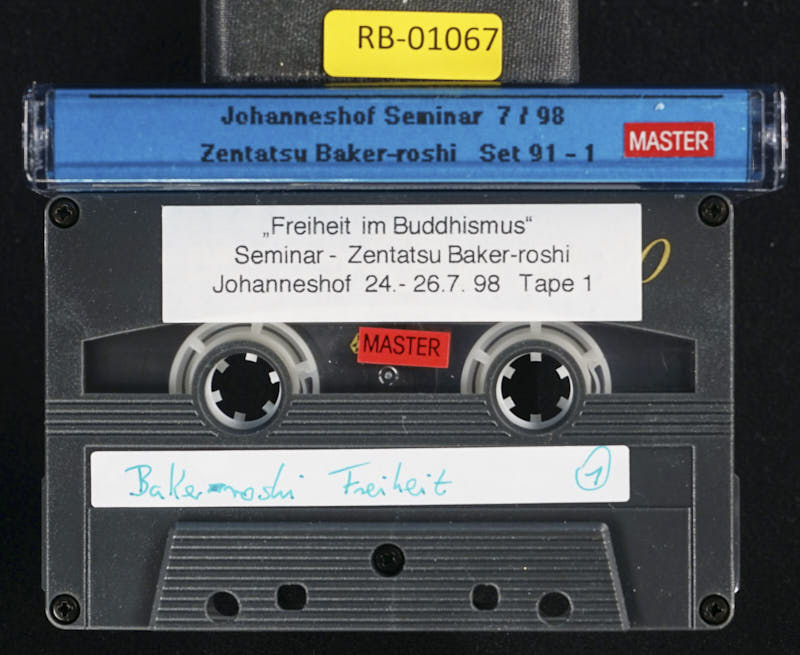 RB-01067
Johanneshof Seminar 7 / 98
Zentatsu Baker-roshi Set 91 - 1
MASTER
„Freiheit im Buddhismus“
Seminar - Zentatsu Baker-roshi
Johanneshof 24.- 26.7. 98 Tape 1
MASTER
Baker-roshi Freiheit 1